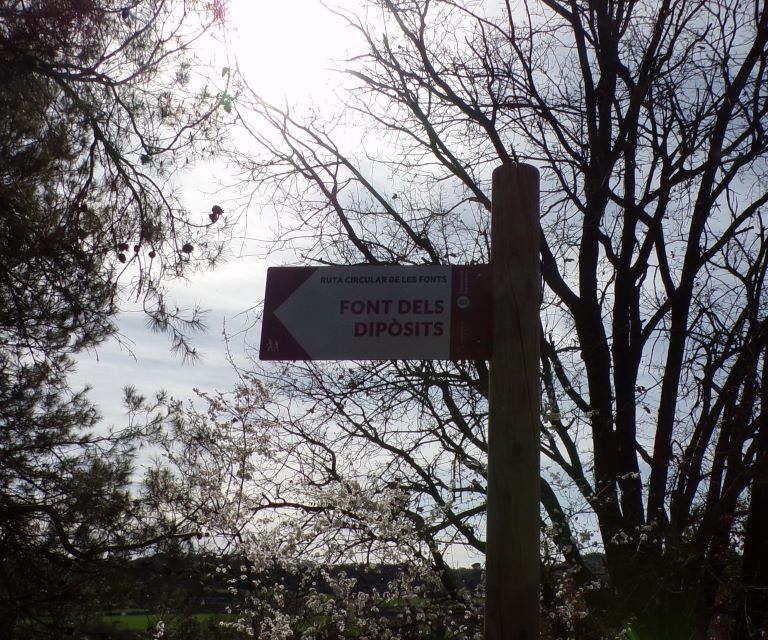 RUTA CIRCULAR DE LES FONTS
FONT DELS
DIPÒSITS